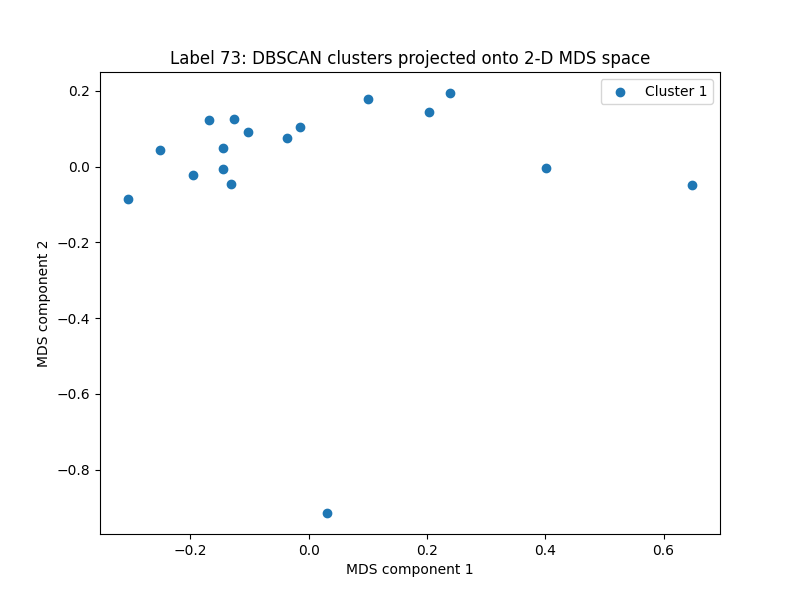 Label 73: DBSCAN clusters projected onto 2-D MDS space
Cluster 1
0.2
0.0
−0.2
−0.4
−0.6
−0.8
MDS component 2
−0.2
0.0
0.2
0.4
0.6
MDS component 1